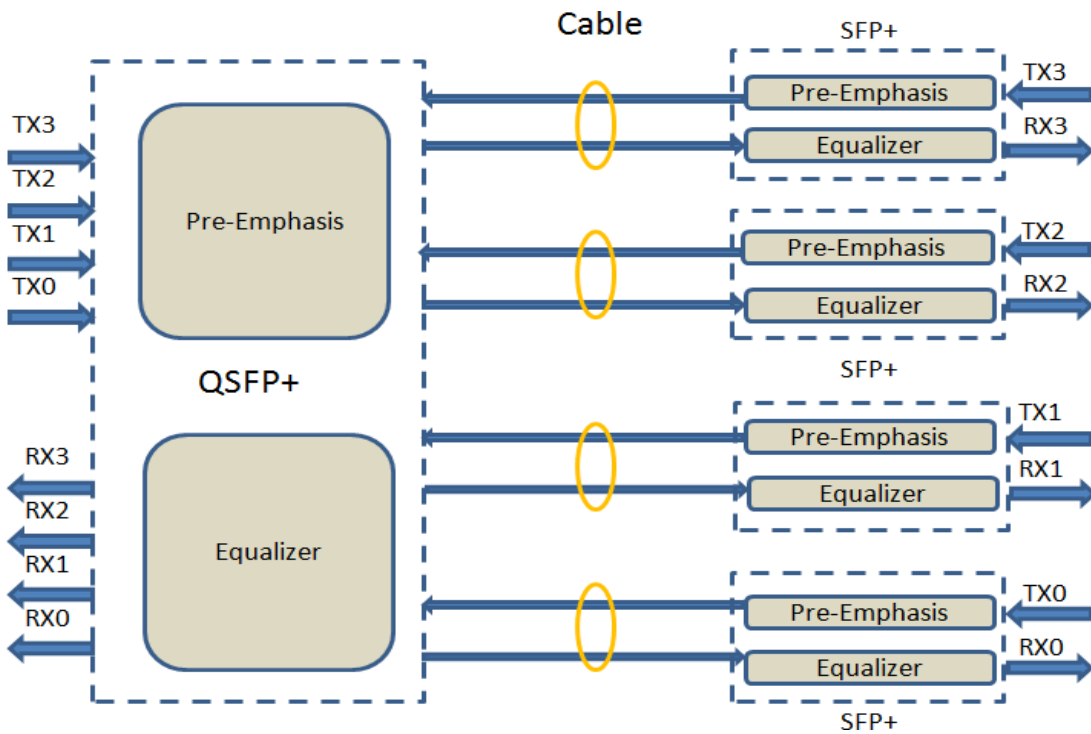 Cable
TX3
TX2
TX1
TX0
Pre-Emphasis
QSFP+
RX3
RX2
RX1
RX0
Equalizer
SFP+
Pre-Emphasis
TX3
Equalizer
RX3
Pre-Emphasis
TX2
Equalizer
RX2
SFP+
Pre-Emphasis
TX1
Equalizer
RX1
Pre-Emphasis
TX0
Equalizer
RX0
SFP+